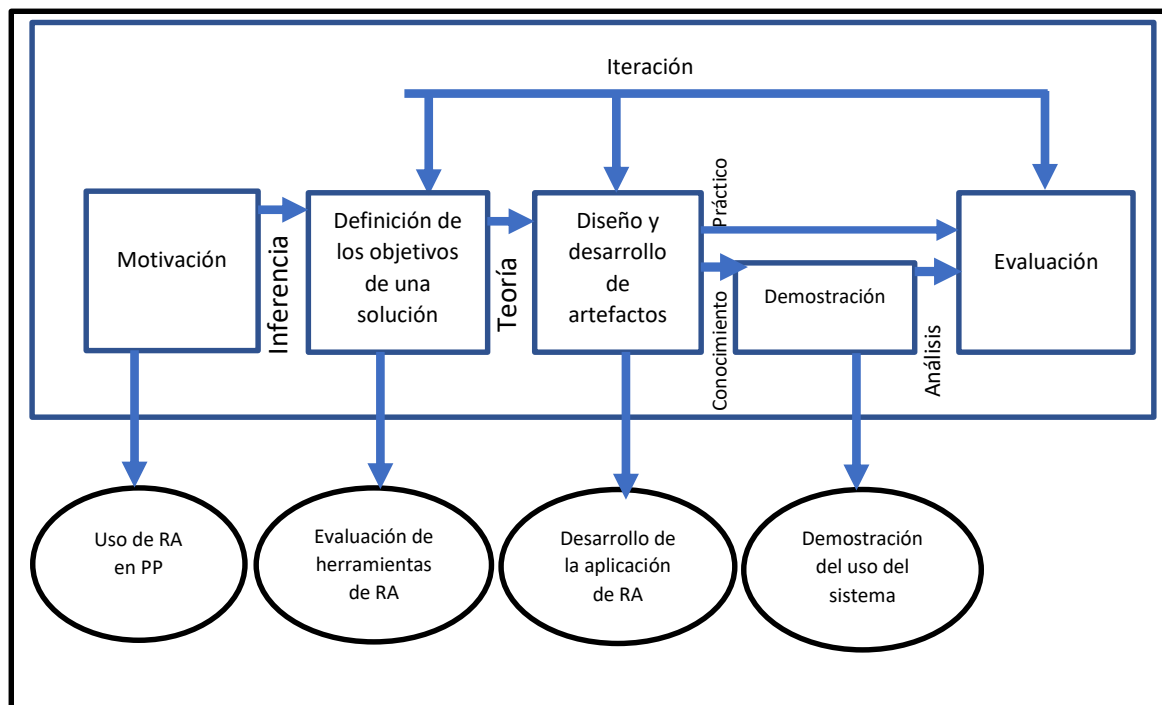 Iteración
Motivación
Inferencia
Definición de
los objetivos
de una
solución
Teoría
Diseño y
desarrollo
de
artefactos
Práctico
Conocimiento
Demostración
Análisis
Evaluación
Uso de RA
en PP
Evaluación de
herramientas
de RA
Desarrollo de
la aplicación
de RA
Demostración
del uso del
sistema